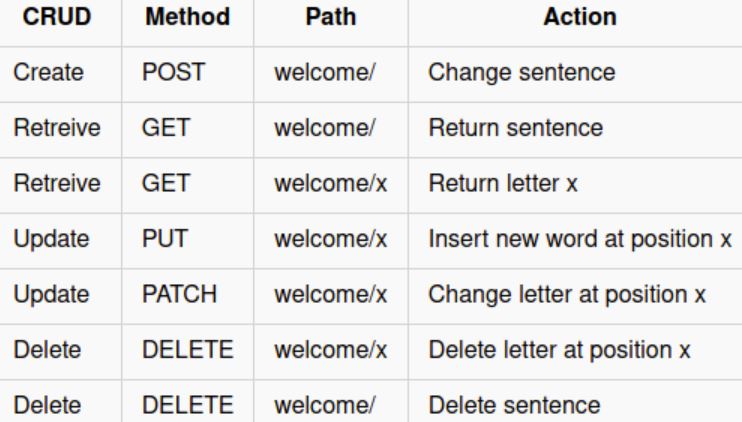 CRUD Method Path Action
Create POST welcome/ Change sentence
Retreive GET welcome/ Return sentence
Retreive GET welcome/x Return letter x
Update PUT welcome/x Insert new word at position x
Update PATCH welcome/x Change letter at position x
Delete DELETE welcome/x Delete letter at position x
Delete DELETE welcome/ Delete sentence